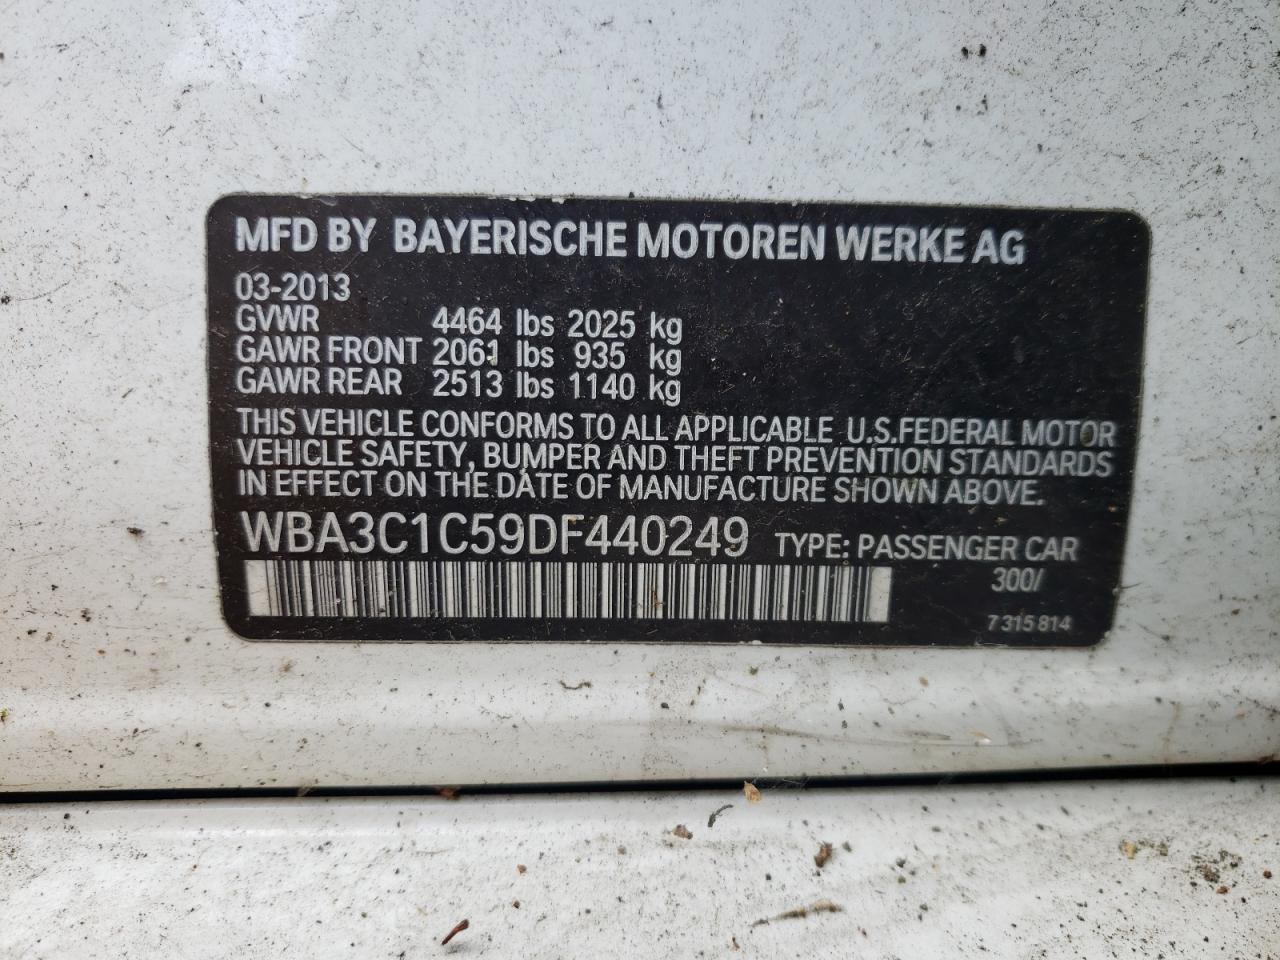 MFD BY BAYERISCHE MOTOREN WERKE AG
03-2013
GVWR 4464 lbs 2025 kg
GAWR FRONT 2061 lbs 935 kg
GAWR REAR 2513 lbs 1140 kg
THIS VEHICLE CONFORMS TO ALL APPLICABLE U.S.FEDERAL MOTOR
VEHICLE SAFETY, BUMPER AND THEFT PREVENTION STANDARDS
IN EFFECT ON THE DATE OF MANUFACTURE SHOWN ABOVE.
WBA3C1C59DF440249 TYPE: PASSENGER CAR
300/
7 315 814